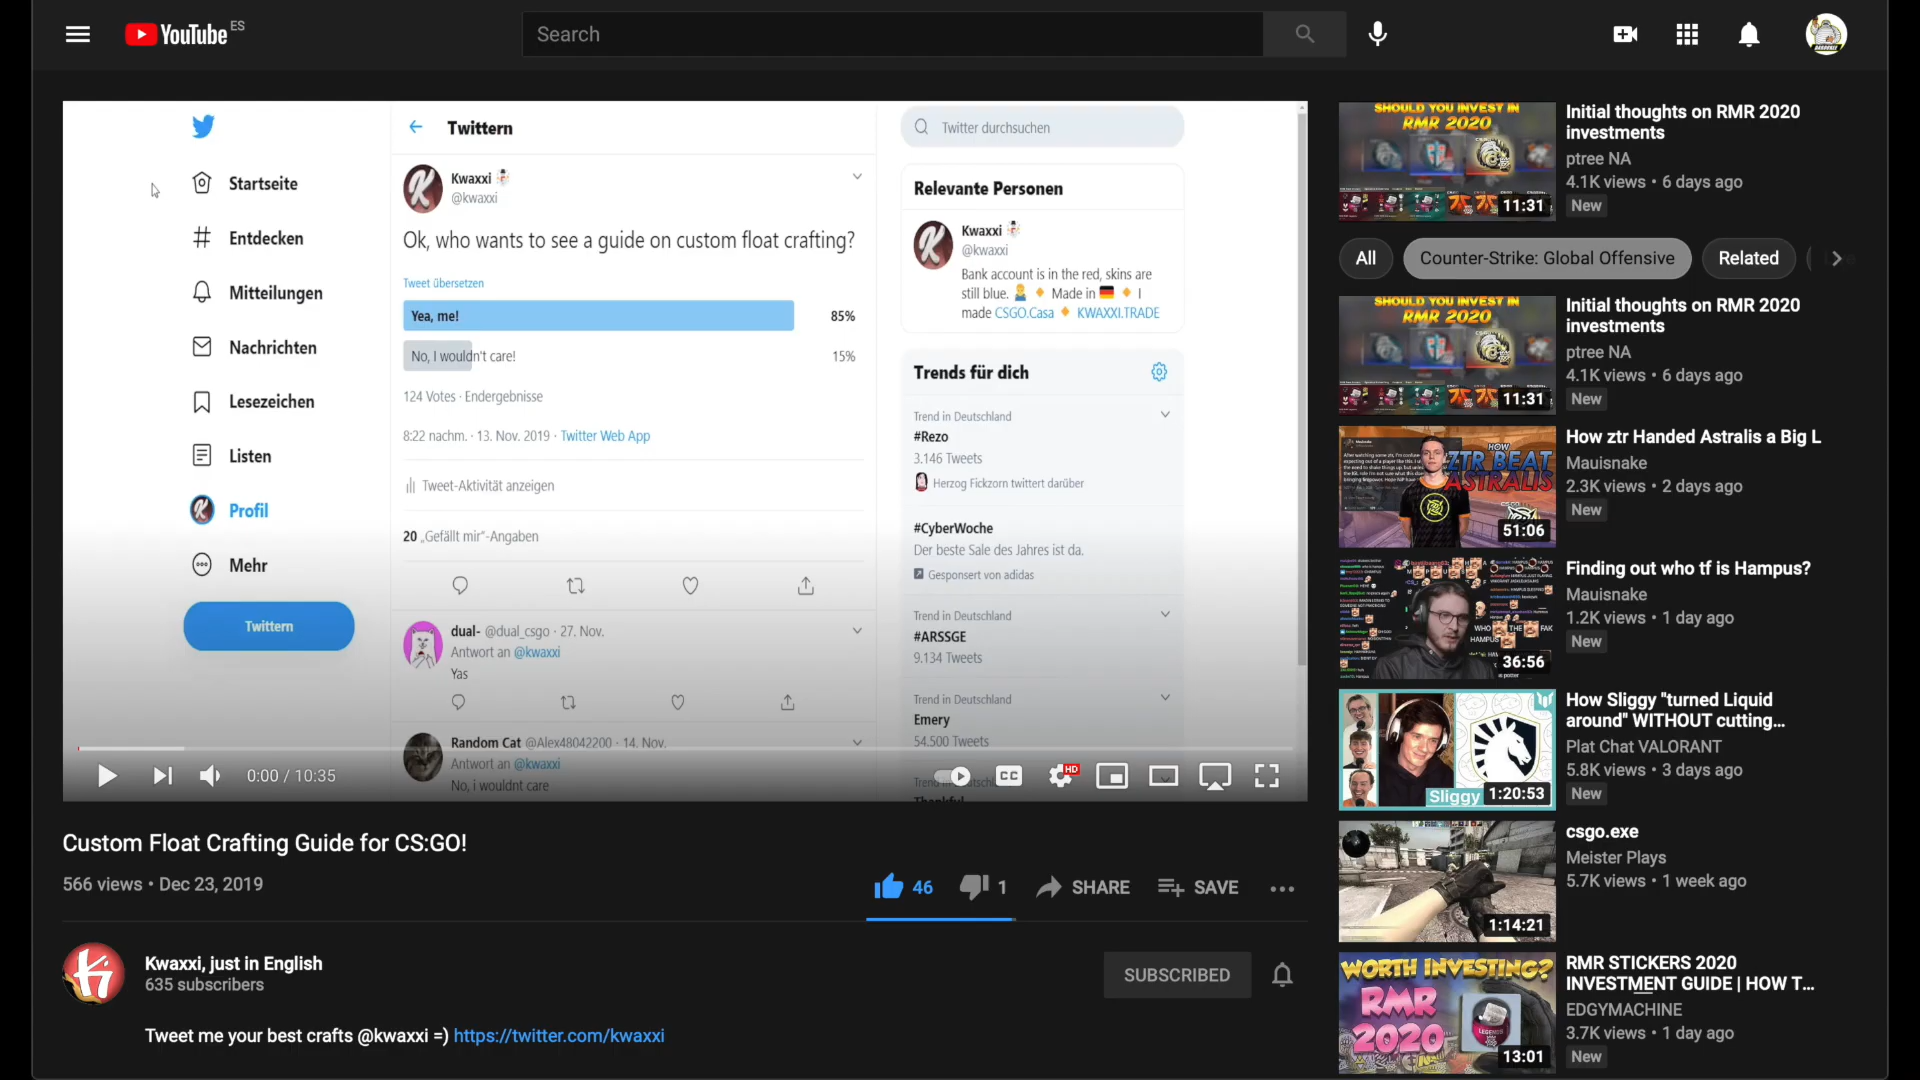 YouTube ES
Search
Twittern
Twitter durchsuchen
Startseite
Entdecken
Mitteilungen
Nachrichten
Lesezeichen
Listen
Profil
Mehr
Twittern
Kwaxxi
@kwaxxi
Ok, who wants to see a guide on custom float crafting?
Tweet übersetzen
Yea, me! 85%
No, I wouldn't care! 15%
124 Votes · Endergebnisse
8:22 nachm. · 13. Nov. 2019 · Twitter Web App
Tweet-Aktivität anzeigen
20 „Gefällt mir“-Angaben
dual- @dual_csgo · 27. Nov.
Antwort an @kwaxxi
Yas
Random Cat @Alex48042200 · 14. Nov.
Antwort an @kwaxxi
No, i wouldnt care
Relevante Personen
Kwaxxi
@kwaxxi
Bank account is in the red, skins are
still blue. Made in I
made CSGO.Casa KWAXXI.TRADE
Trends für dich
Trend in Deutschland
#Rezo
3.146 Tweets
Herzog Fickzorn twittert darüber
#CyberWoche
Der beste Sale des Jahres ist da.
Gesponsert von adidas
Trend in Deutschland
#ARSSGE
9.134 Tweets
Trend in Deutschland
Emery
54.500 Tweets
0:00 / 10:35
CC
HD
Custom Float Crafting Guide for CS:GO!
566 views • Dec 23, 2019
46
1
SHARE
SAVE
Kwaxxi, just in English
635 subscribers
SUBSCRIBED
Tweet me your best crafts @kwaxxi =) https://twitter.com/kwaxxi
SHOULD YOU INVEST IN
RMR 2020
11:31
Initial thoughts on RMR 2020
investments
ptree NA
4.1K views • 6 days ago
New
All
Counter-Strike: Global Offensive
Related
SHOULD YOU INVEST IN
RMR 2020
11:31
Initial thoughts on RMR 2020
investments
ptree NA
4.1K views • 6 days ago
New
HOW
ZTR BEAT
ASTRALIS
51:06
How ztr Handed Astralis a Big L
Mauisnake
2.3K views • 2 days ago
New
36:56
Finding out who tf is Hampus?
Mauisnake
1.2K views • 1 day ago
New
Sliggy
1:20:53
How Sliggy "turned Liquid
around" WITHOUT cutting...
Plat Chat VALORANT
5.8K views • 3 days ago
New
1:14:21
csgo.exe
Meister Plays
5.7K views • 1 week ago
WORTH INVESTING?
RMR
2020
LEGENDS
13:01
RMR STICKERS 2020
INVESTMENT GUIDE | HOW T...
EDGYMACHINE
3.7K views • 1 day ago
New